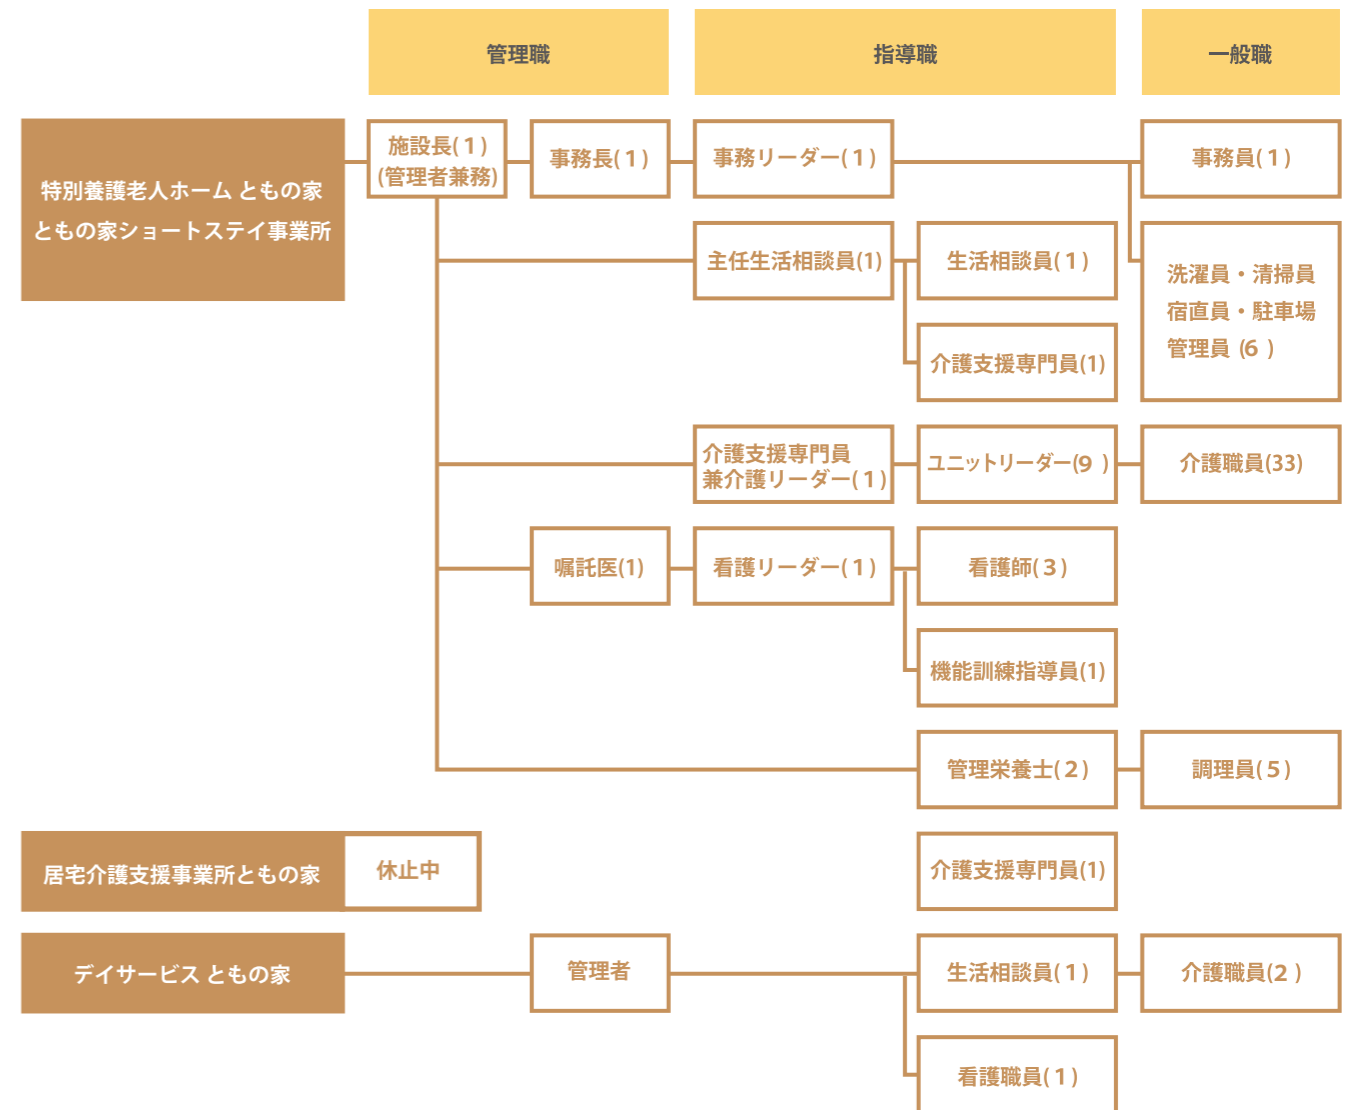 管理職
指導職
一般職
特別養護老人ホーム ともの家
ともの家ショートステイ事業所
施設長(1)
(管理者兼務)
事務長(1)
事務リーダー(1)
事務員(1)
主任生活相談員(1)
生活相談員(1)
洗濯員・清掃員
宿直員・駐車場
管理員 (6 )
介護支援専門員(1)
介護支援専門員
兼介護リーダー(1)
ユニットリーダー(9 )
介護職員(33)
嘱託医(1)
看護リーダー(1)
看護師(3)
機能訓練指導員(1)
管理栄養士(2)
調理員(5)
居宅介護支援事業所ともの家
休止中
介護支援専門員(1)
デイサービス ともの家
管理者
生活相談員(1)
介護職員(2 )
看護職員(1)